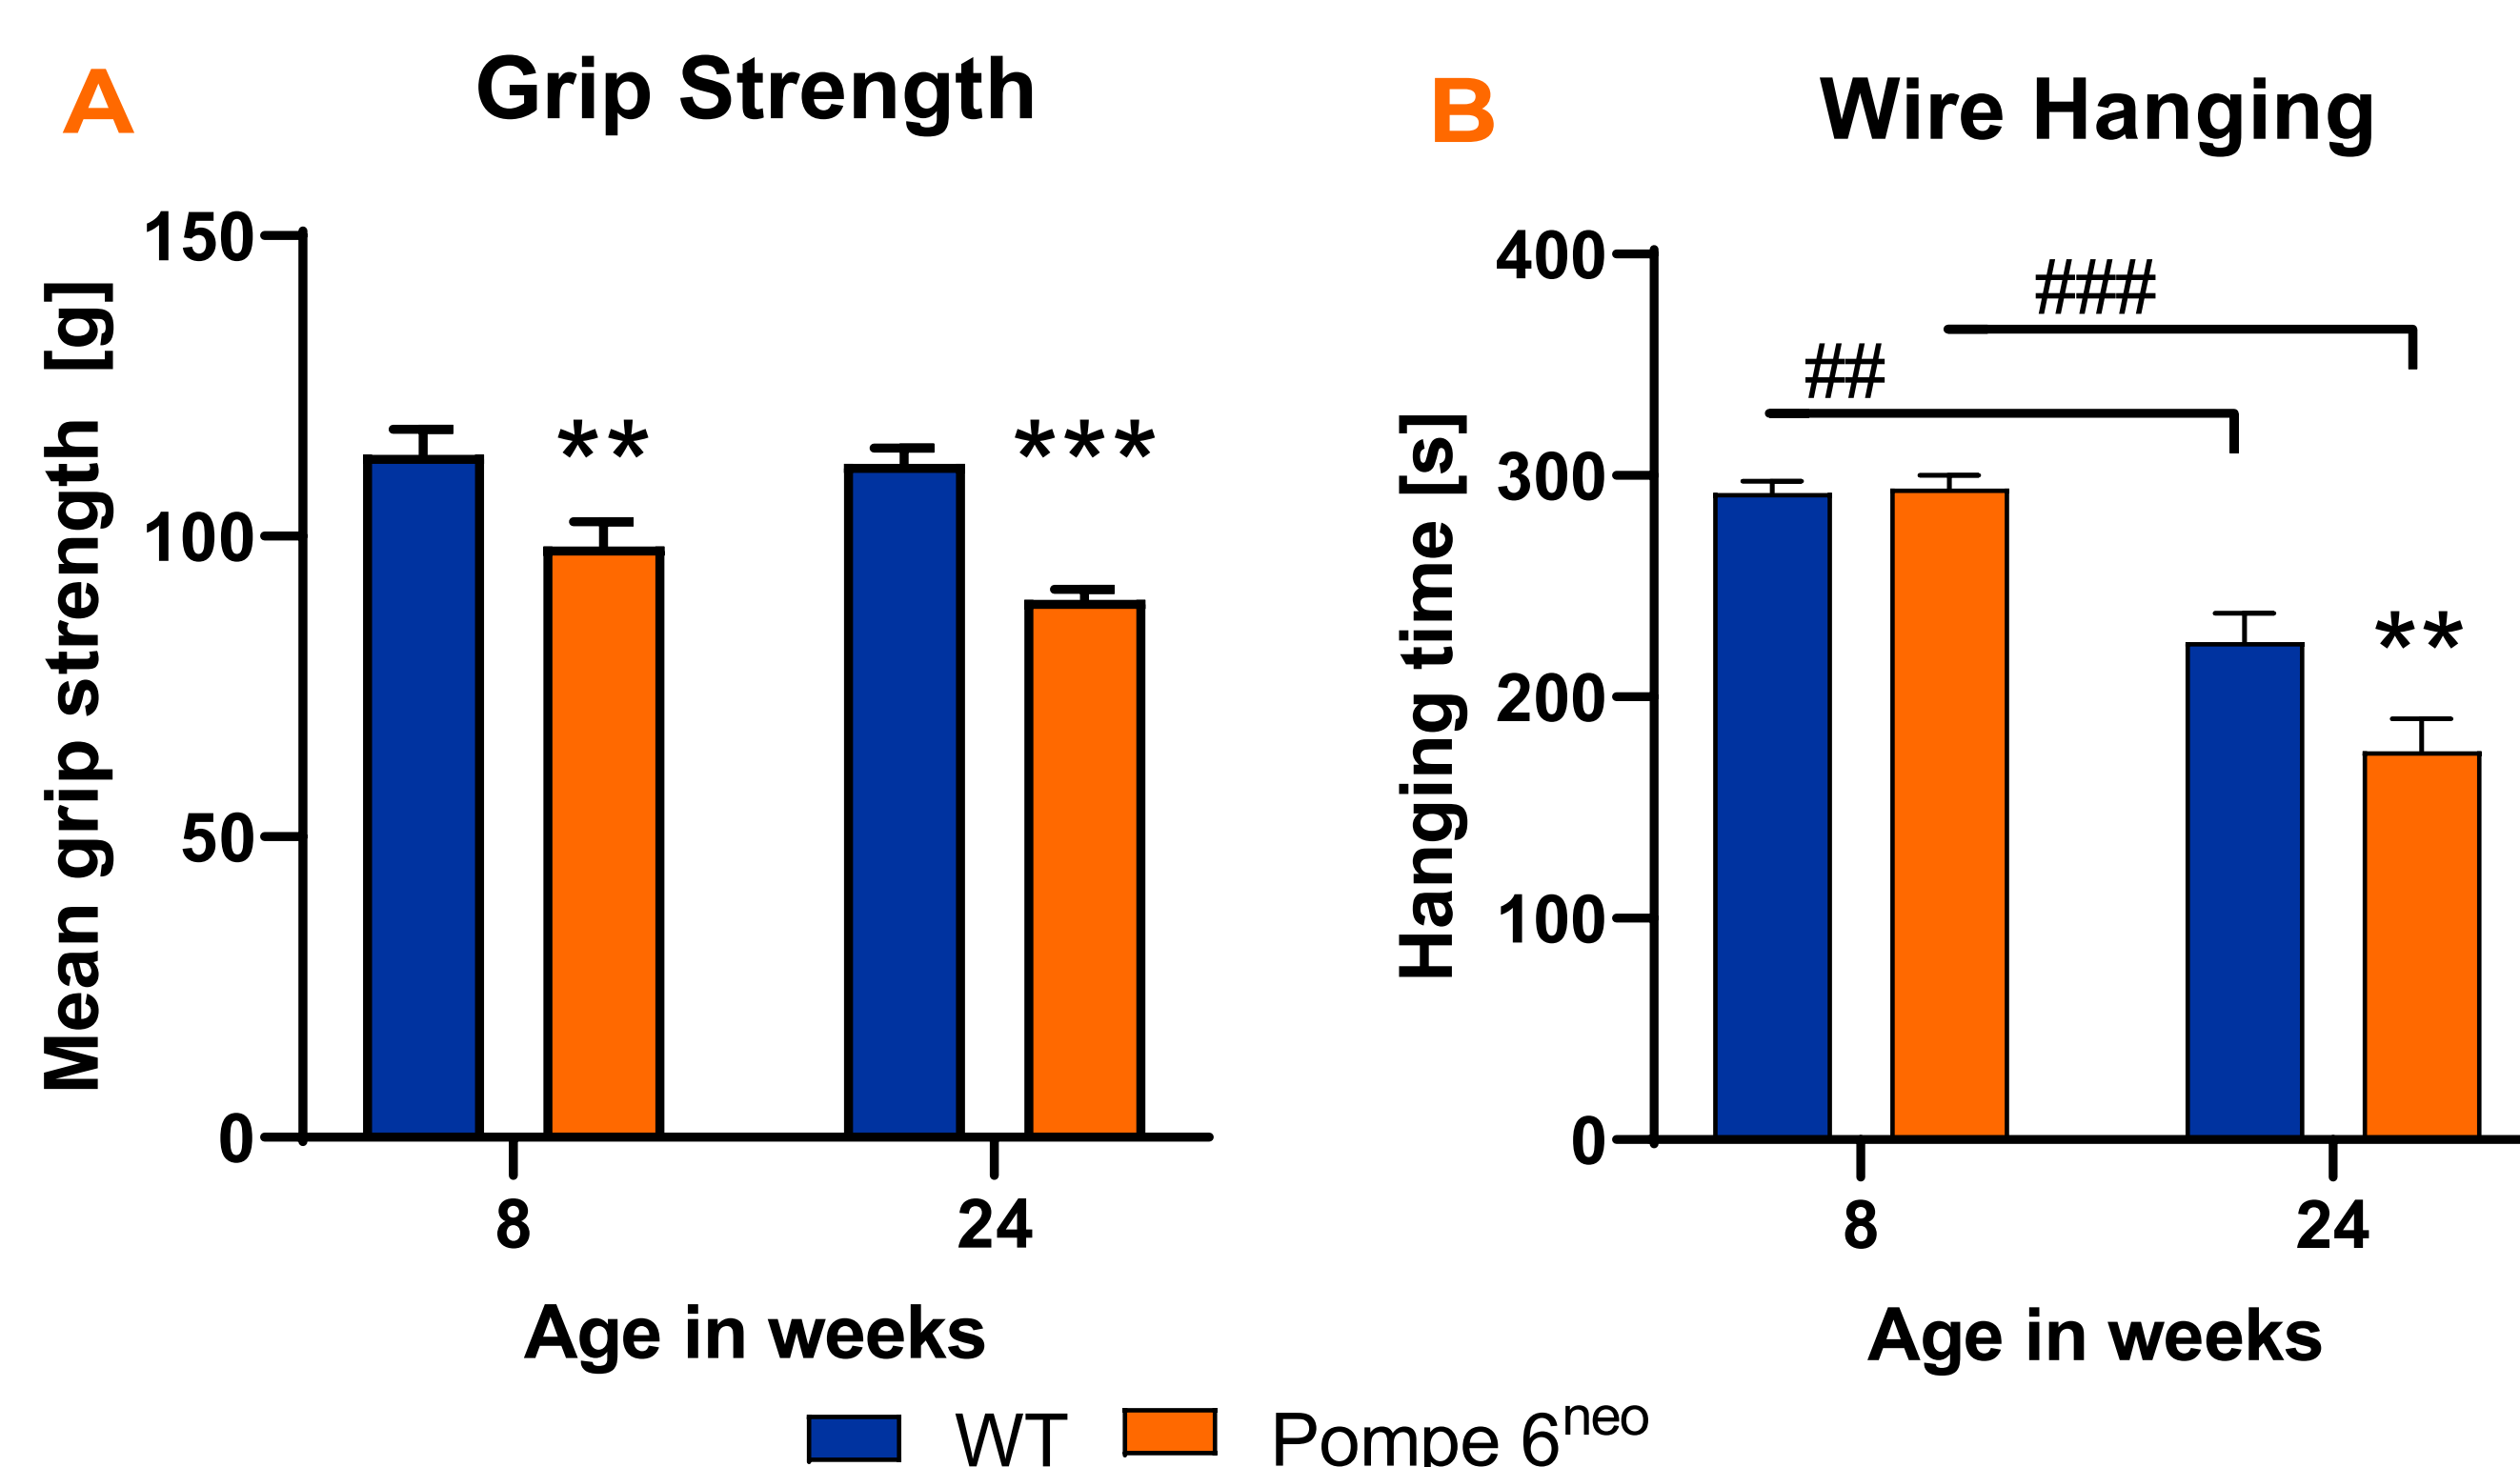 A
Grip Strength
Mean grip strength [g]
150
100
50
0
**
***
8
24
Age in weeks
B
Wire Hanging
Hanging time [s]
400
300
200
100
0
##
###
**
8
24
Age in weeks
WT
Pompe 6neo